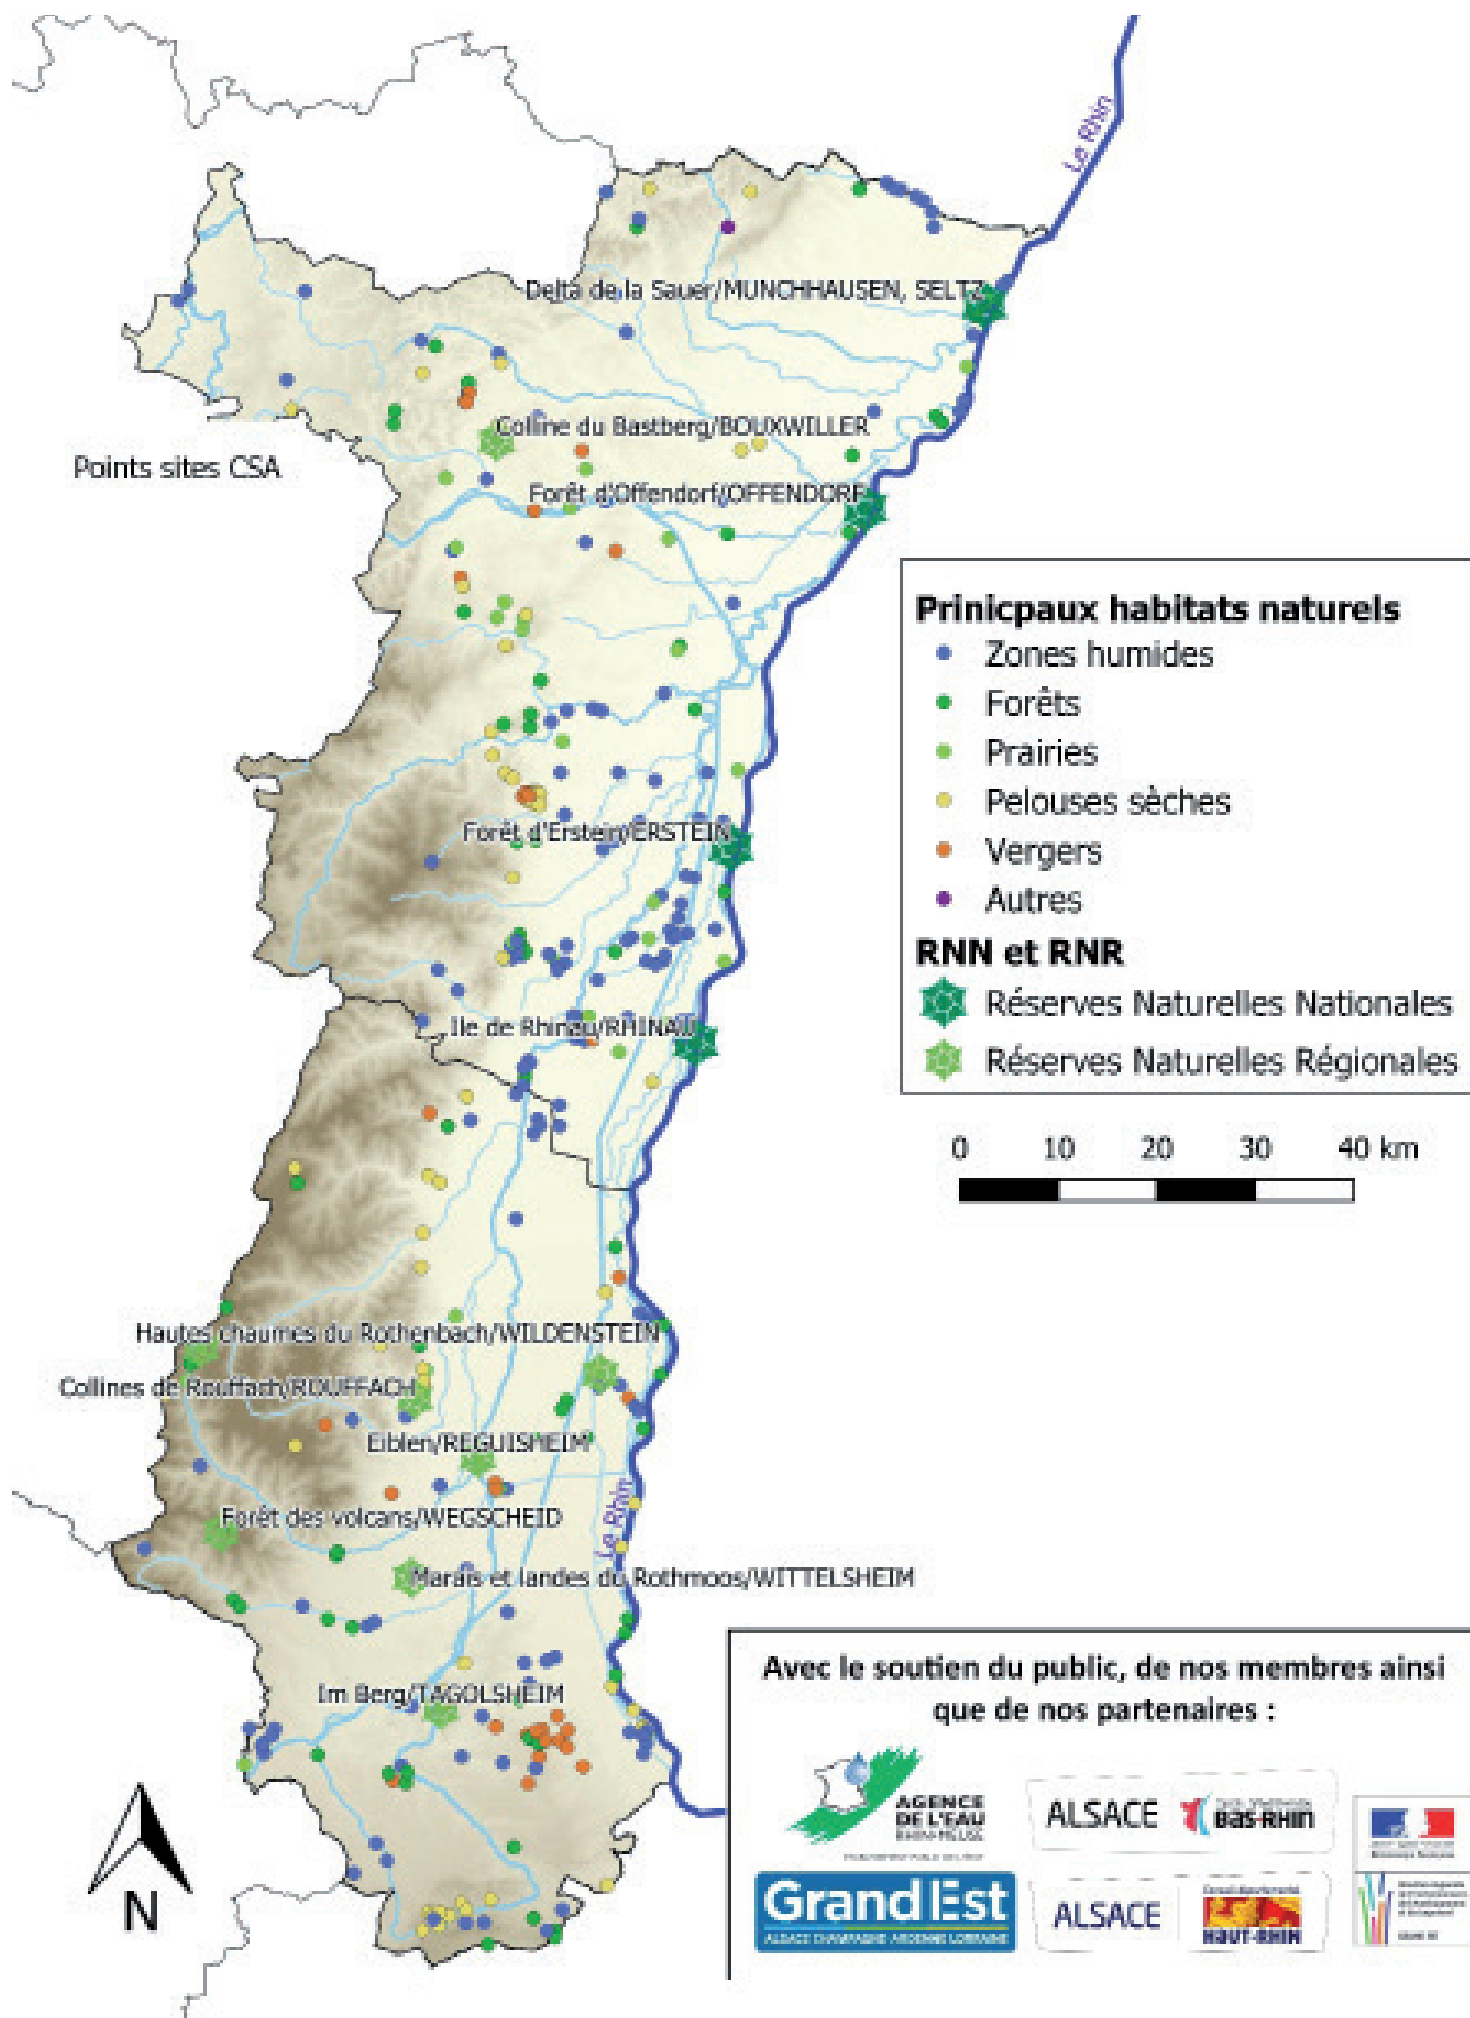 Le Rhin
Delta de la Sauer/MUNCHHAUSEN, SELTZ
Colline du Bastberg/BOUXWILLER
Points sites CSA
Forêt d'Offendorf/OFFENDORF
Prinicpaux habitats naturels
Zones humides
Forêts
Prairies
Pelouses sèches
Vergers
Autres
RNN et RNR
Réserves Naturelles Nationales
Réserves Naturelles Régionales
Forêt d'Erstein/ERSTEIN
Ile de Rhinau/RHINAU
0 10 20 30 40 km
Hautes chaumes du Rothenbach/WILDENSTEIN
Collines de Rouffach/ROUFFACH
Eiblen/REGUISHEIM
Le Rhin
Forêt des volcans/WEGSCHEID
Marais et landes du Rothmoos/WITTELSHEIM
Im Berg/TAGOLSHEIM
N
Avec le soutien du public, de nos membres ainsi
que de nos partenaires :
AGENCE
DE L'EAU
RHIN-MEUSE
ALSACE
BAS-RHIN
Grand Est
ALSACE CHAMPAGNE-ARDENNE LORRAINE
ALSACE
HAUT-RHIN